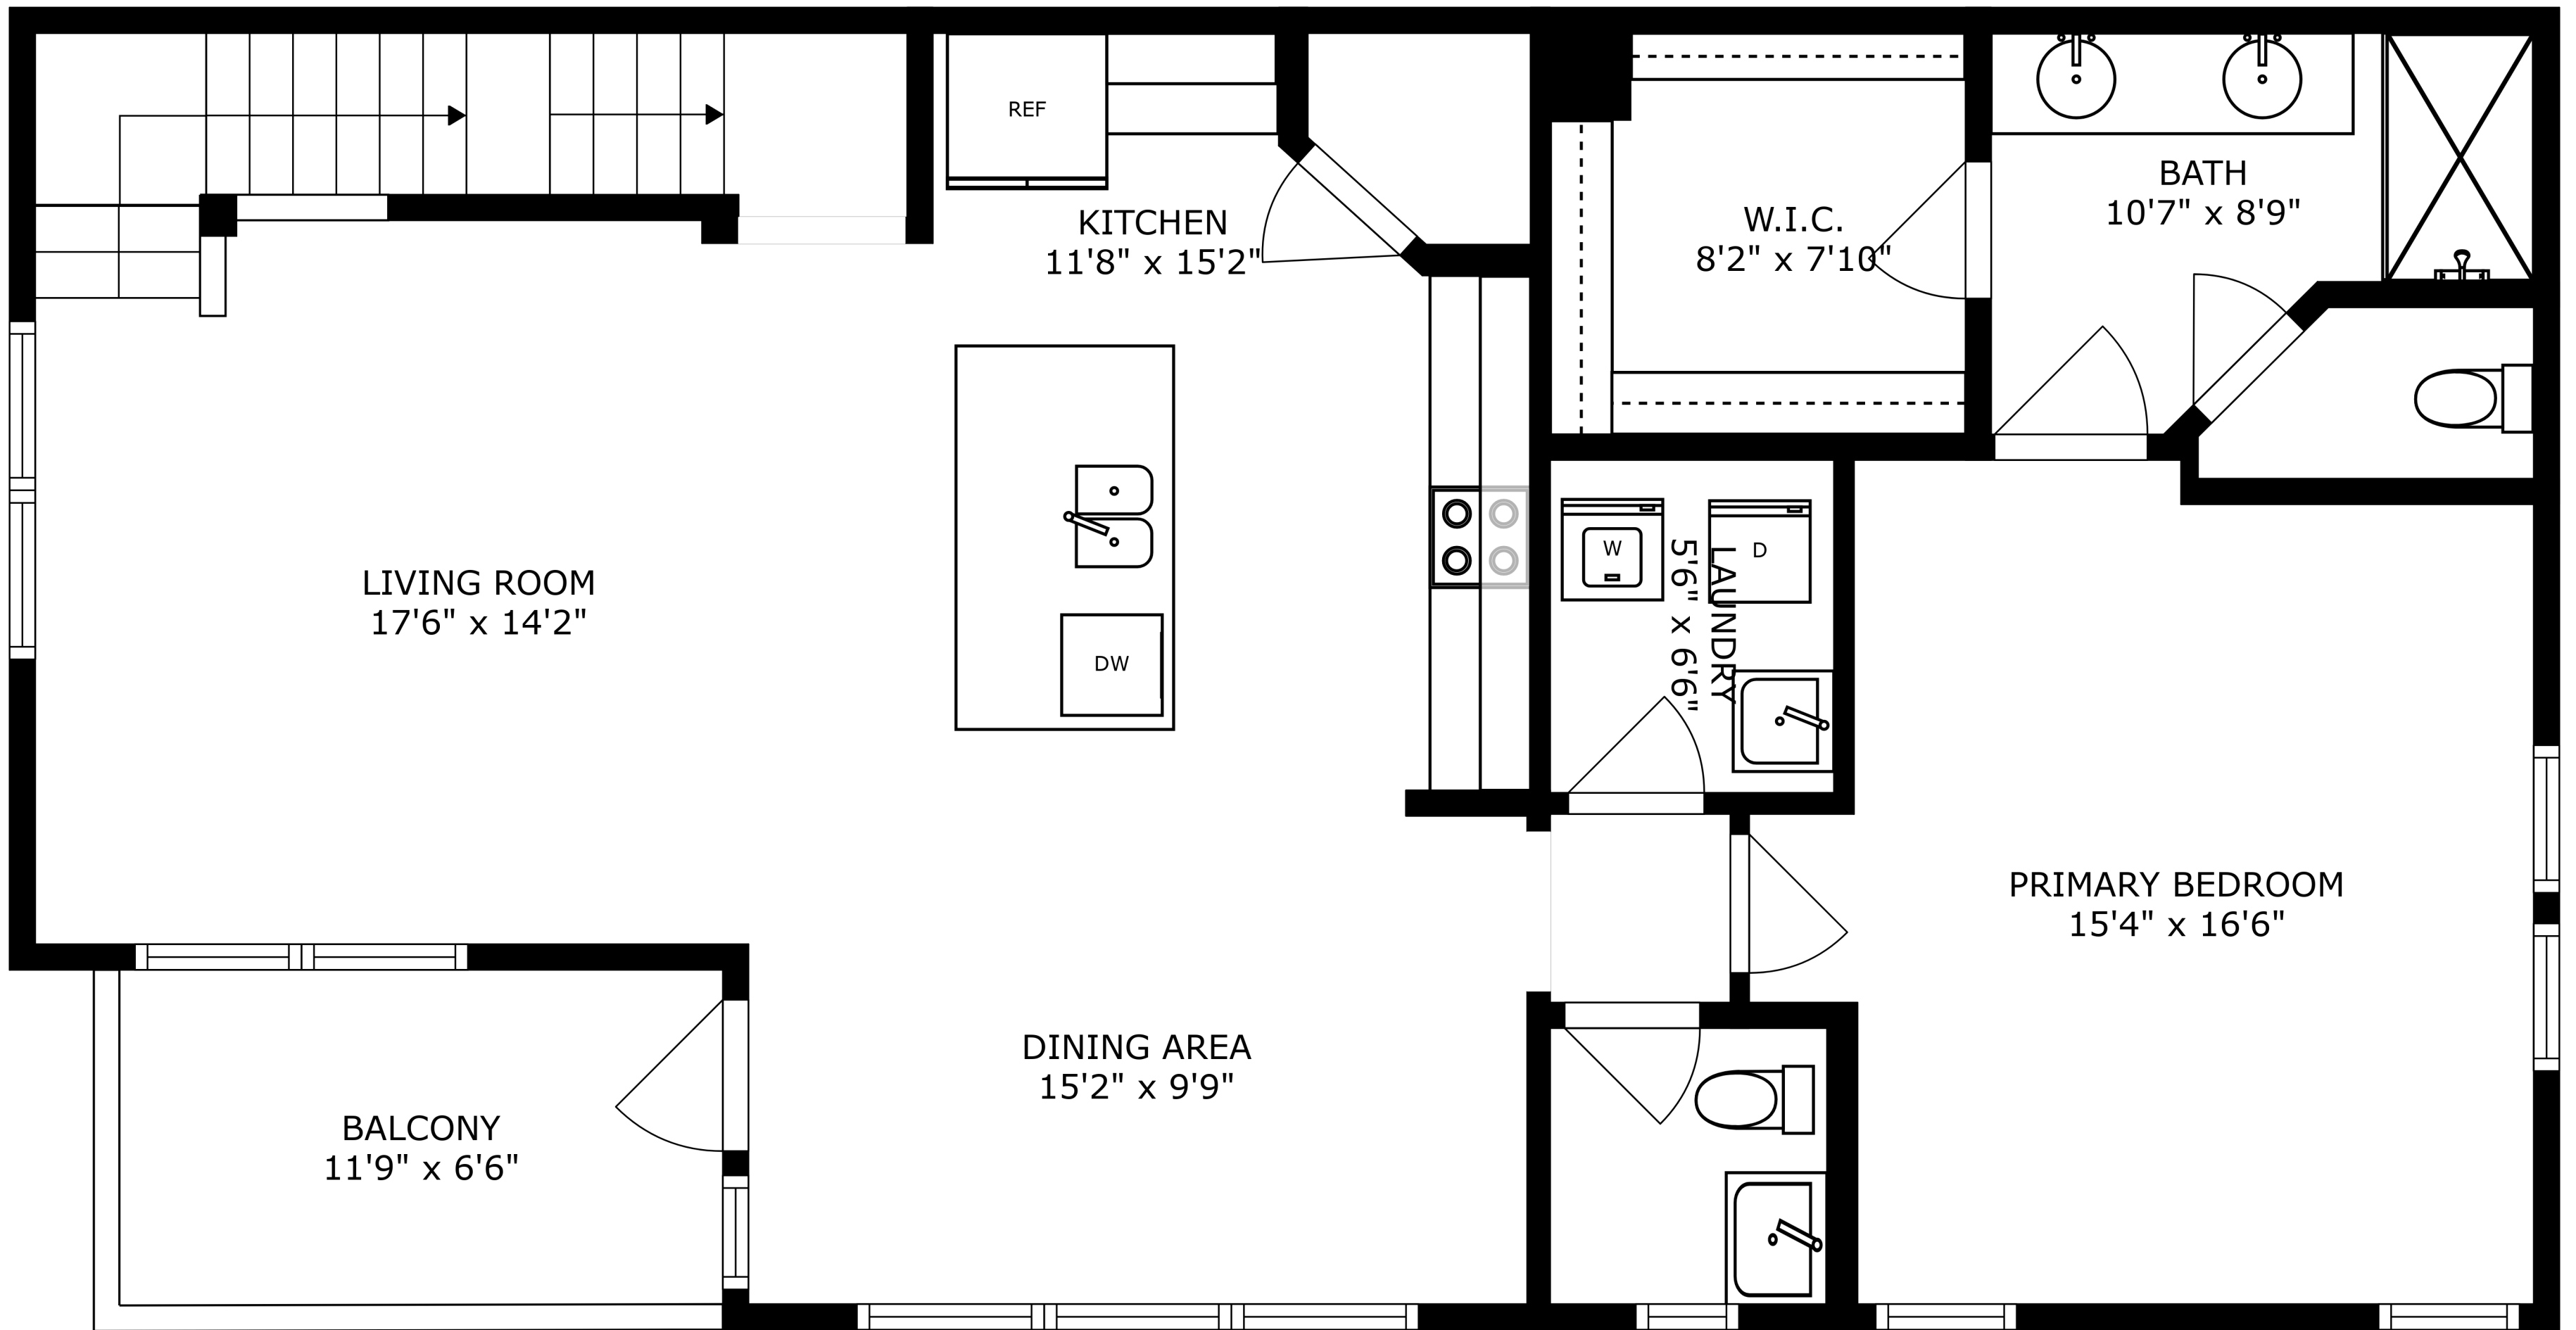 REF
KITCHEN
11'8" x 15'2"
W.I.C.
8'2" x 7'10"
BATH
10'7" x 8'9"
LIVING ROOM
17'6" x 14'2"
DW
W
D
LAUNDRY
5'6" x 6'6"
PRIMARY BEDROOM
15'4" x 16'6"
DINING AREA
15'2" x 9'9"
BALCONY
11'9" x 6'6"